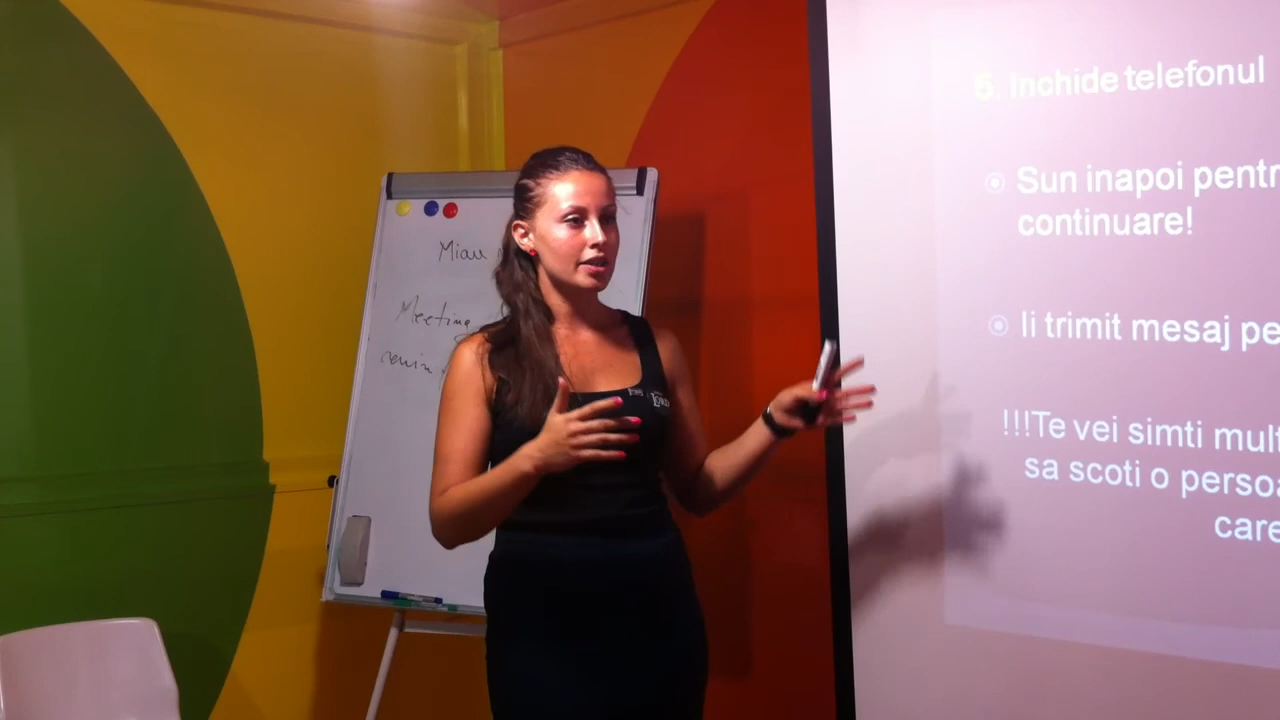 5. Inchide telefonul
Sun inapoi pentr
continuare!
Ii trimit mesaj pe
!!!Te vei simti mult
sa scoti o persoa
care
Miau
Meeting